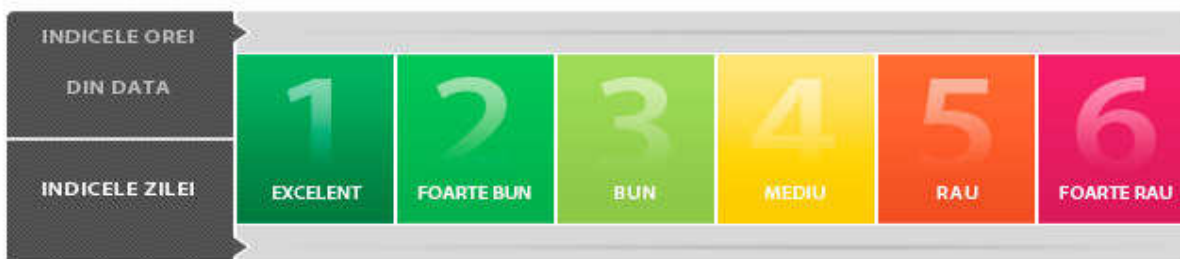 INDICELE OREI
DIN DATA
INDICELE ZILEI
1
EXCELENT
2
FOARTE BUN
3
BUN
4
MEDIU
5
RAU
6
FOARTE RAU